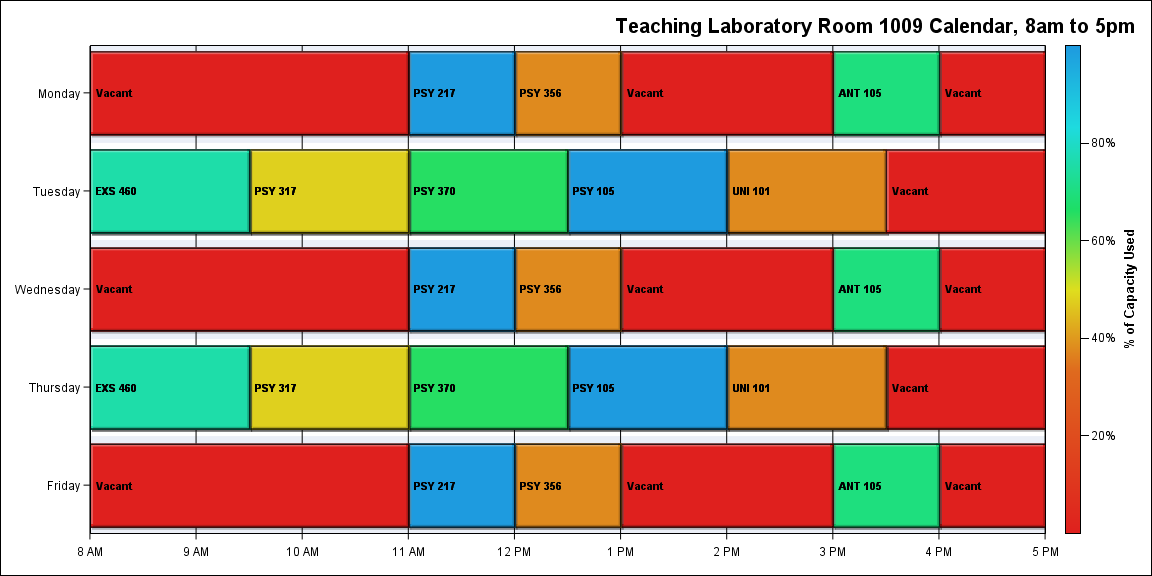 Teaching Laboratory Room 1009 Calendar, 8am to 5pm
Monday
Vacant
PSY 217
PSY 356
Vacant
ANT 105
Vacant
Tuesday
EXS 460
PSY 317
PSY 370
PSY 105
UNI 101
Vacant
Wednesday
Vacant
PSY 217
PSY 356
Vacant
ANT 105
Vacant
Thursday
EXS 460
PSY 317
PSY 370
PSY 105
UNI 101
Vacant
Friday
Vacant
PSY 217
PSY 356
Vacant
ANT 105
Vacant
8 AM
9 AM
10 AM
11 AM
12 PM
1 PM
2 PM
3 PM
4 PM
5 PM
80%
60%
40%
20%
% of Capacity Used